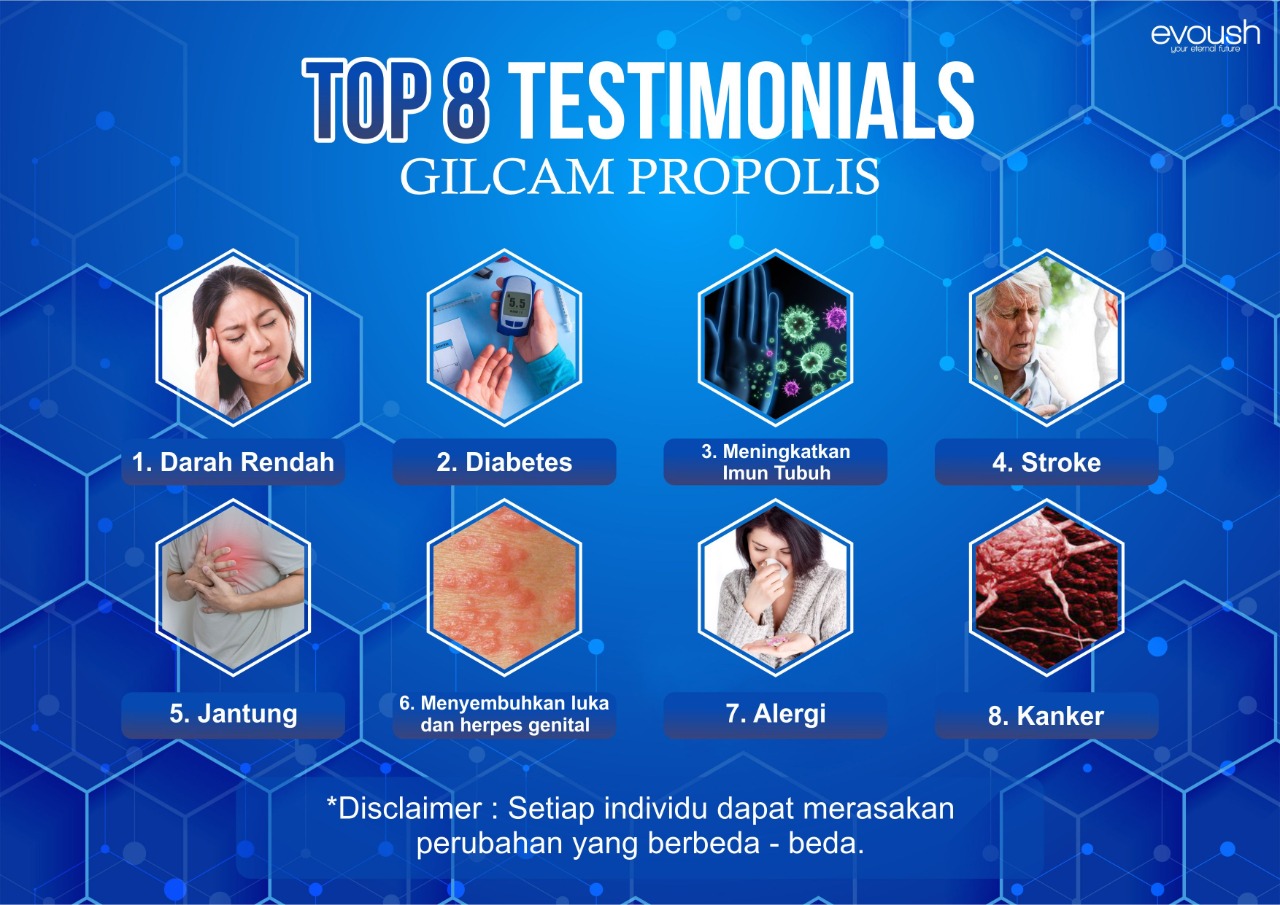 evoush
your eternal future
TOP 8 TESTIMONIALS
GILCAM PROPOLIS
5.5
1. Darah Rendah
2. Diabetes
3. Meningkatkan
Imun Tubuh
4. Stroke
5. Jantung
6. Menyembuhkan luka
dan herpes genital
7. Alergi
8. Kanker
*Disclaimer : Setiap individu dapat merasakan
perubahan yang berbeda - beda.